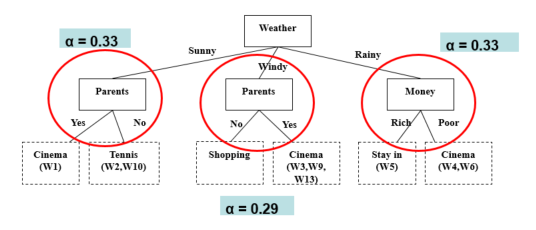 Weather
α = 0.33
α = 0.33
Sunny
Windy
Rainy
Parents
Parents
Money
Yes
No
No
Yes
Rich
Poor
Cinema
(W1)
Tennis
(W2,W10)
Shopping
Cinema
(W3,W9,
W13)
Stay in
(W5)
Cinema
(W4,W6)
α = 0.29